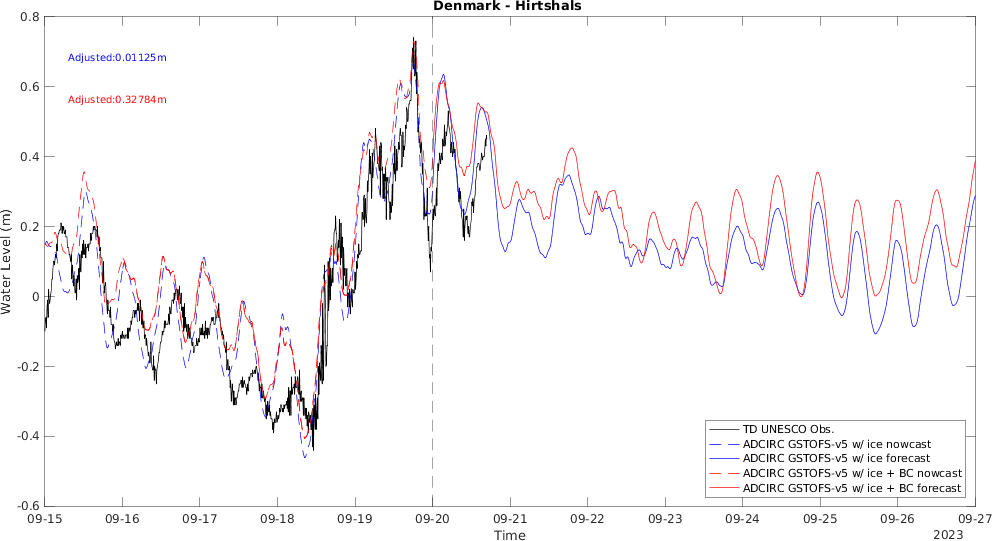 Denmark - Hirtshals
0.8
0.6
0.4
0.2
0
-0.2
-0.4
-0.6
Water Level (m)
Adjusted:0.01125m
Adjusted:0.32784m
TD UNESCO Obs.
ADCIRC GSTOFS-v5 w/ ice nowcast
ADCIRC GSTOFS-v5 w/ ice forecast
ADCIRC GSTOFS-v5 w/ ice + BC nowcast
ADCIRC GSTOFS-v5 w/ ice + BC forecast
09-15 09-16 09-17 09-18 09-19 09-20 09-21 09-22 09-23 09-24 09-25 09-26 09-27
Time
2023